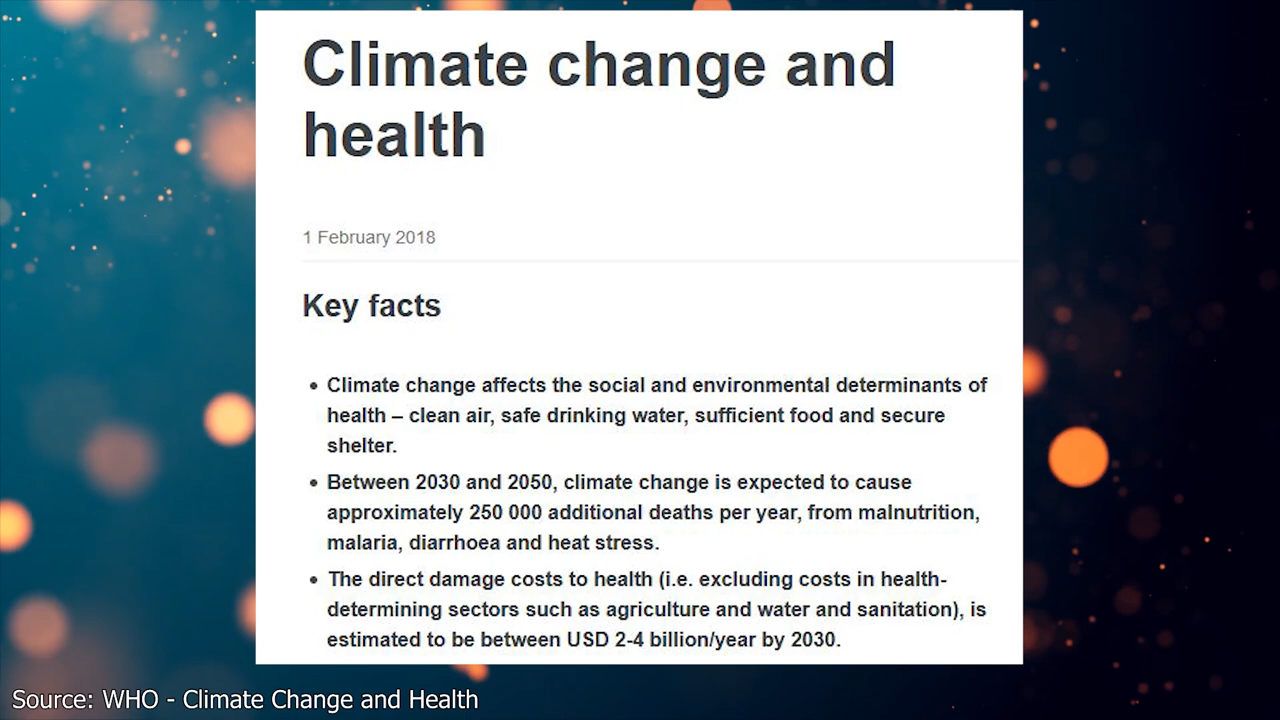 Climate change and
health
1 February 2018
Key facts
• Climate change affects the social and environmental determinants of
health – clean air, safe drinking water, sufficient food and secure
shelter.
• Between 2030 and 2050, climate change is expected to cause
approximately 250 000 additional deaths per year, from malnutrition,
malaria, diarrhoea and heat stress.
• The direct damage costs to health (i.e. excluding costs in health-
determining sectors such as agriculture and water and sanitation), is
estimated to be between USD 2-4 billion/year by 2030.
Source: WHO - Climate Change and Health